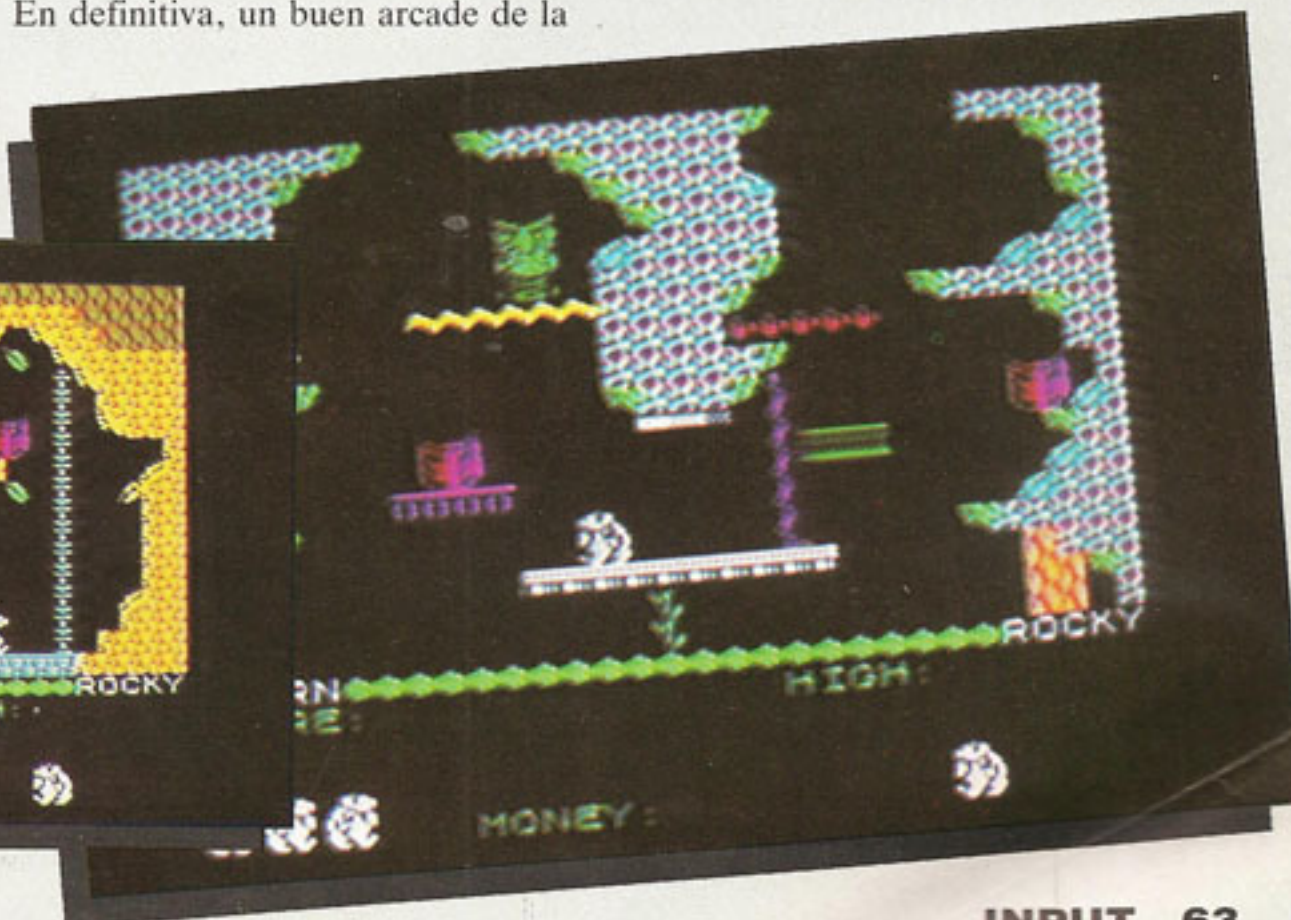 En definitiva, un buen arcade de la
ROCKY
ROCKY
HIGH:
MONEY:
INPUT 63